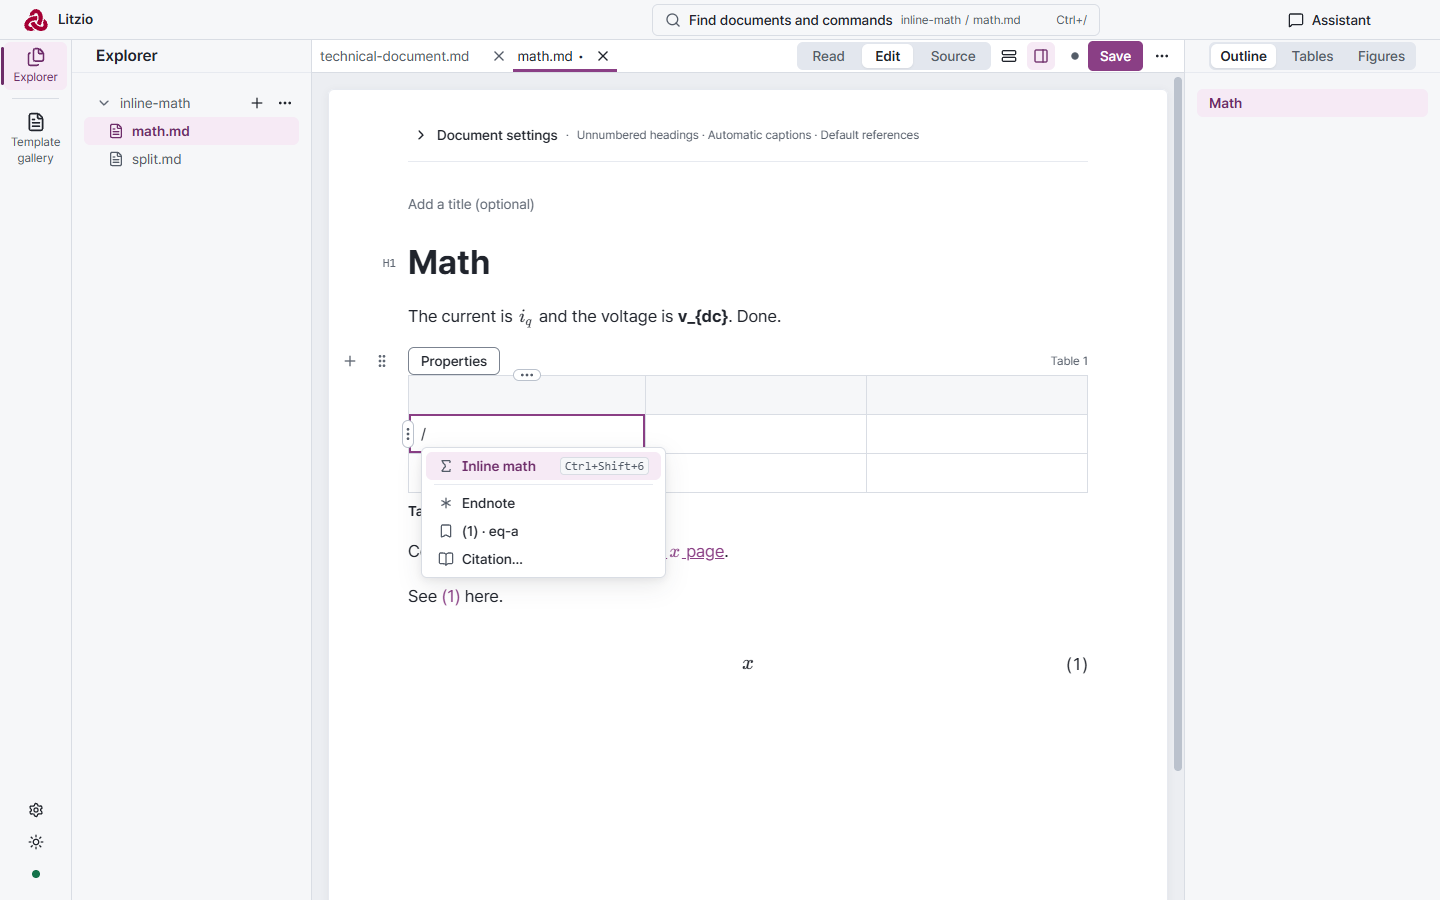 Litzio
Find documents and commands inline-math / math.md Ctrl+/
Assistant
Explorer
Template
gallery
Explorer
inline-math
math.md
split.md
technical-document.md
math.md •
Read Edit Source
Save
Outline Tables Figures
Math
Document settings · Unnumbered headings · Automatic captions · Default references
Add a title (optional)
H1 Math
The current is i_q and the voltage is v_{dc}. Done.
Properties
Table 1
/
Inline math Ctrl+Shift+6
Endnote
(1) · eq-a
Citation...
x page.
See (1) here.
x (1)